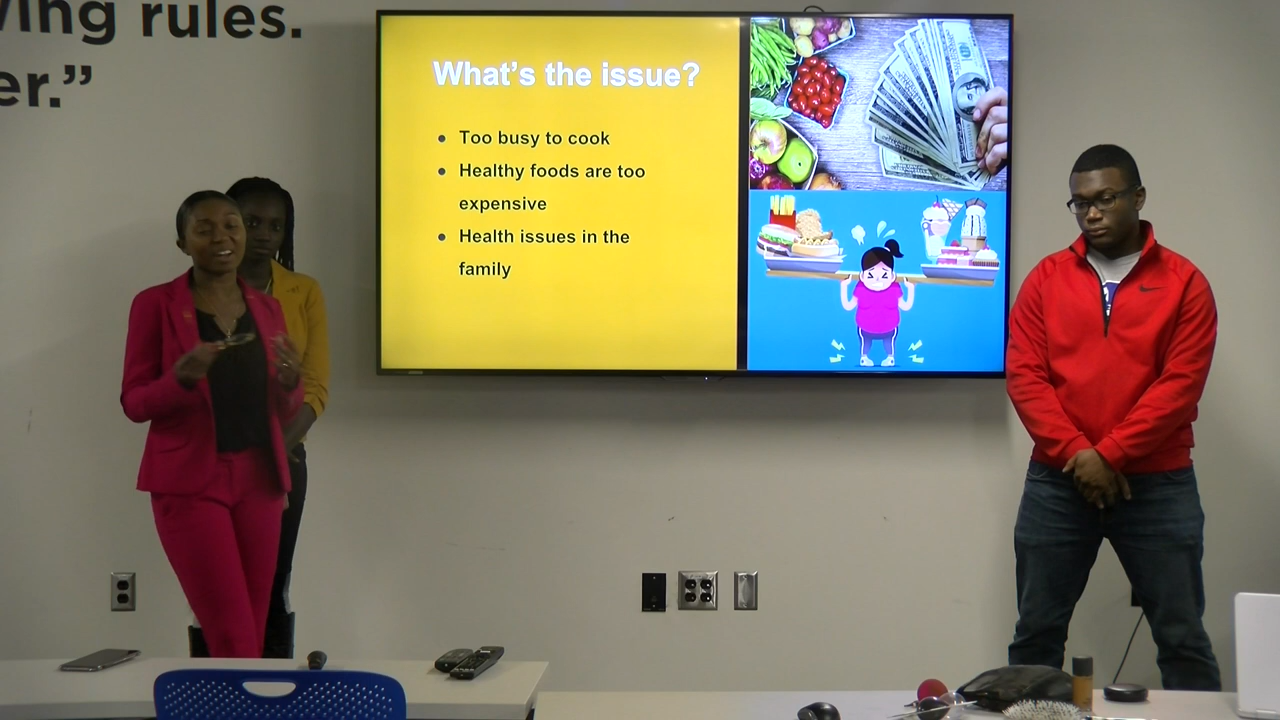 wing rules.
er.”
What's the issue?
● Too busy to cook
● Healthy foods are too
expensive
● Health issues in the
family